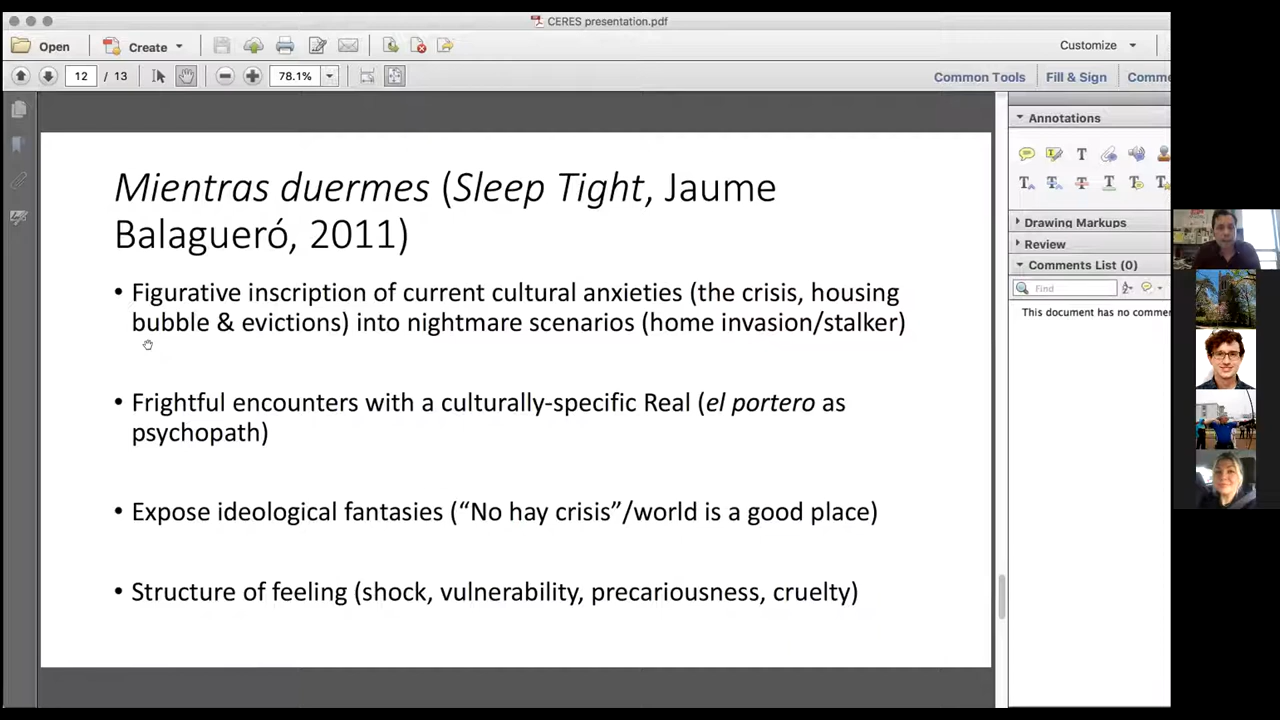 CERES presentation.pdf
Open
Create
Customize
12 / 13
78.1%
Common Tools
Fill & Sign
Comme
Annotations
Mientras duermes (Sleep Tight, Jaume
Balagueró, 2011)
• Figurative inscription of current cultural anxieties (the crisis, housing
bubble & evictions) into nightmare scenarios (home invasion/stalker)
• Frightful encounters with a culturally-specific Real (el portero as
psychopath)
• Expose ideological fantasies (“No hay crisis”/world is a good place)
• Structure of feeling (shock, vulnerability, precariousness, cruelty)
Drawing Markups
Review
Comments List (0)
Find
This document has no commer